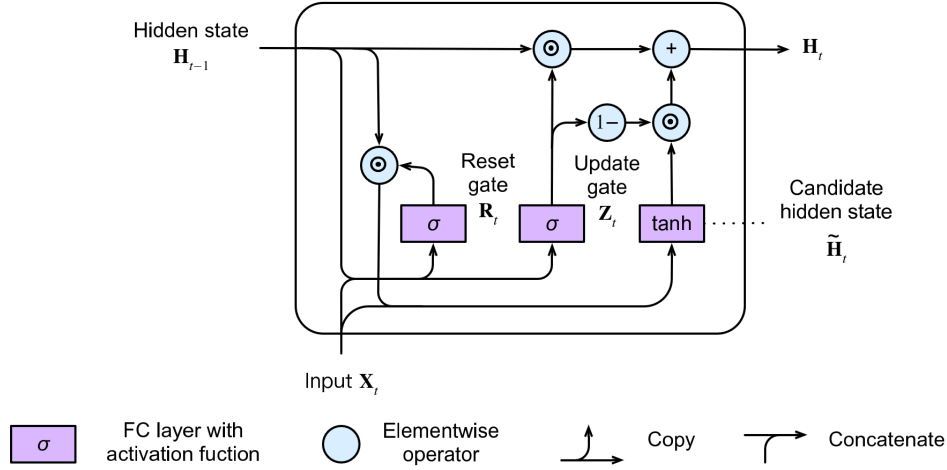 Hidden state
H_{t−1}
⊙
+
H_t
1−
⊙
⊙
Reset
gate
R_t
Update
gate
Z_t
Candidate
hidden state
H̃_t
σ
σ
tanh
Input X_t
σ
FC layer with
activation fuction
Elementwise
operator
Copy
Concatenate